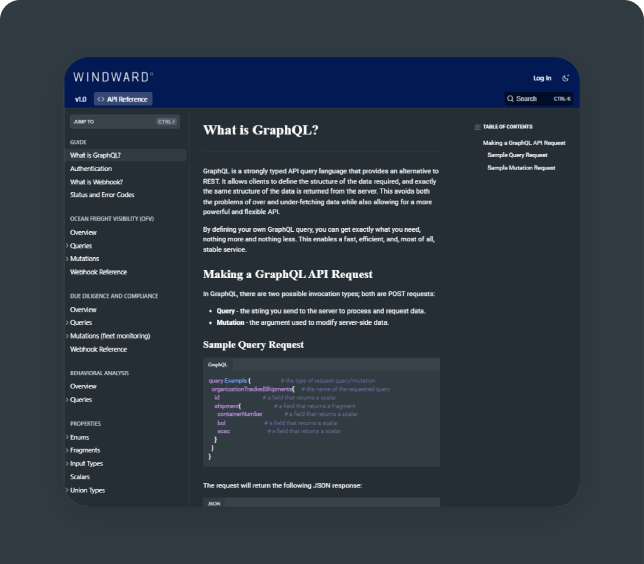 WINDWARD®
Log In
v1.0 <> API Reference
Search CTRL-K
JUMP TO CTRL-/
GUIDE
What is GraphQL?
Authentication
What is Webhook?
Status and Error Codes
OCEAN FREIGHT VISIBILITY (OFV)
Overview
> Queries
> Mutations
Webhook Reference
DUE DILIGENCE AND COMPLIANCE
Overview
> Queries
> Mutations (fleet monitoring)
Webhook Reference
BEHAVIORAL ANALYSIS
Overview
> Queries
PROPERTIES
> Enums
> Fragments
> Input Types
Scalars
> Union Types
What is GraphQL?
GraphQL is a strongly typed API query language that provides an alternative to
REST. It allows clients to define the structure of the data required, and exactly
the same structure of the data is returned from the server. This avoids both
the problems of over and under-fetching data while also allowing for a more
powerful and flexible API.
By defining your own GraphQL query, you can get exactly what you need,
nothing more and nothing less. This enables a fast, efficient, and, most of all,
stable service.
Making a GraphQL API Request
In GraphQL, there are two possible invocation types; both are POST requests:
• Query - the string you send to the server to process and request data.
• Mutation - the argument used to modify server-side data.
Sample Query Request
GraphQL
query Example { # the type of request query/mutation
organizationTrackedShipments{ # the name of the requested query
id # a field that returns a scalar
shipment{ # a field that returns a fragment
containerNumber # a field that returns a scalar
bol # a field that returns a scalar
scac # a field that returns a scalar
}
}
}
The request will return the following JSON response:
JSON
TABLE OF CONTENTS
Making a GraphQL API Request
Sample Query Request
Sample Mutation Request